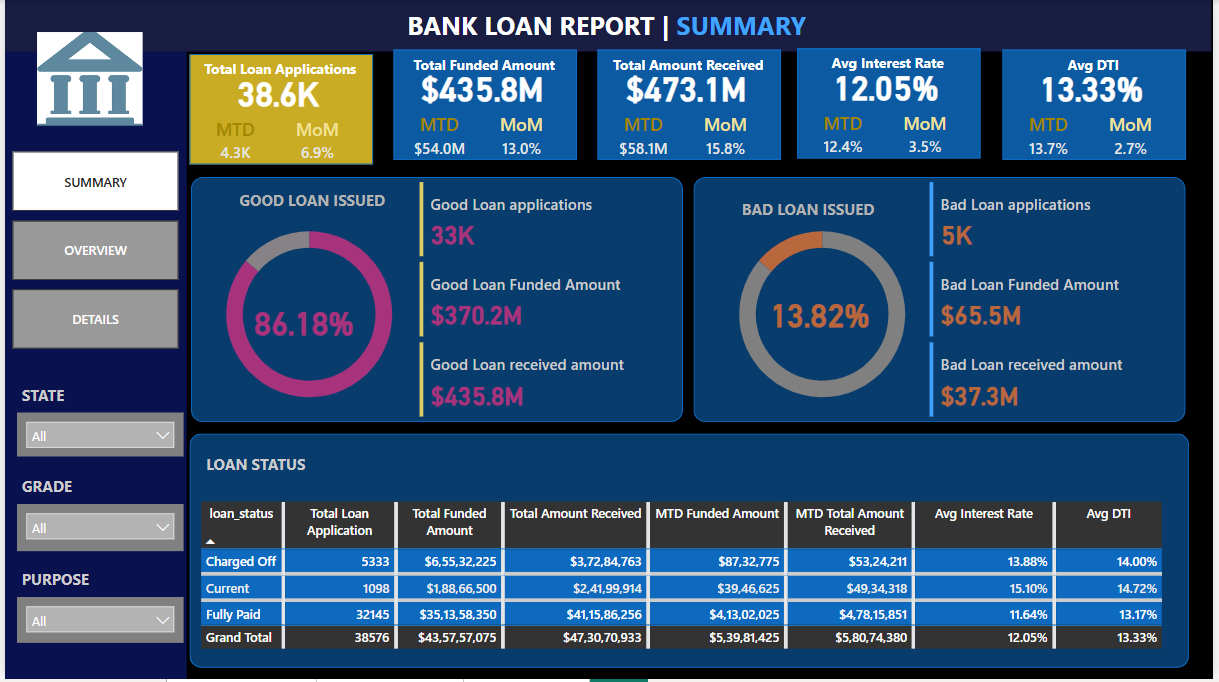 BANK LOAN REPORT | SUMMARY
Total Loan Applications
38.6K
MTD MoM
4.3K 6.9%
Total Funded Amount
$435.8M
MTD MoM
$54.0M 13.0%
Total Amount Received
$473.1M
MTD MoM
$58.1M 15.8%
Avg Interest Rate
12.05%
MTD MoM
12.4% 3.5%
Avg DTI
13.33%
MTD MoM
13.7% 2.7%
SUMMARY
OVERVIEW
DETAILS
STATE
All
GRADE
All
PURPOSE
All
GOOD LOAN ISSUED
86.18%
Good Loan applications
33K
Good Loan Funded Amount
$370.2M
Good Loan received amount
$435.8M
BAD LOAN ISSUED
13.82%
Bad Loan applications
5K
Bad Loan Funded Amount
$65.5M
Bad Loan received amount
$37.3M
LOAN STATUS
loan_status Total Loan Application Total Funded Amount Total Amount Received MTD Funded Amount MTD Total Amount Received Avg Interest Rate Avg DTI
Charged Off 5333 $6,55,32,225 $3,72,84,763 $87,32,775 $53,24,211 13.88% 14.00%
Current 1098 $1,88,66,500 $2,41,99,914 $39,46,625 $49,34,318 15.10% 14.72%
Fully Paid 32145 $35,13,58,350 $41,15,86,256 $4,13,02,025 $4,78,15,851 11.64% 13.17%
Grand Total 38576 $43,57,57,075 $47,30,70,933 $5,39,81,425 $5,80,74,380 12.05% 13.33%